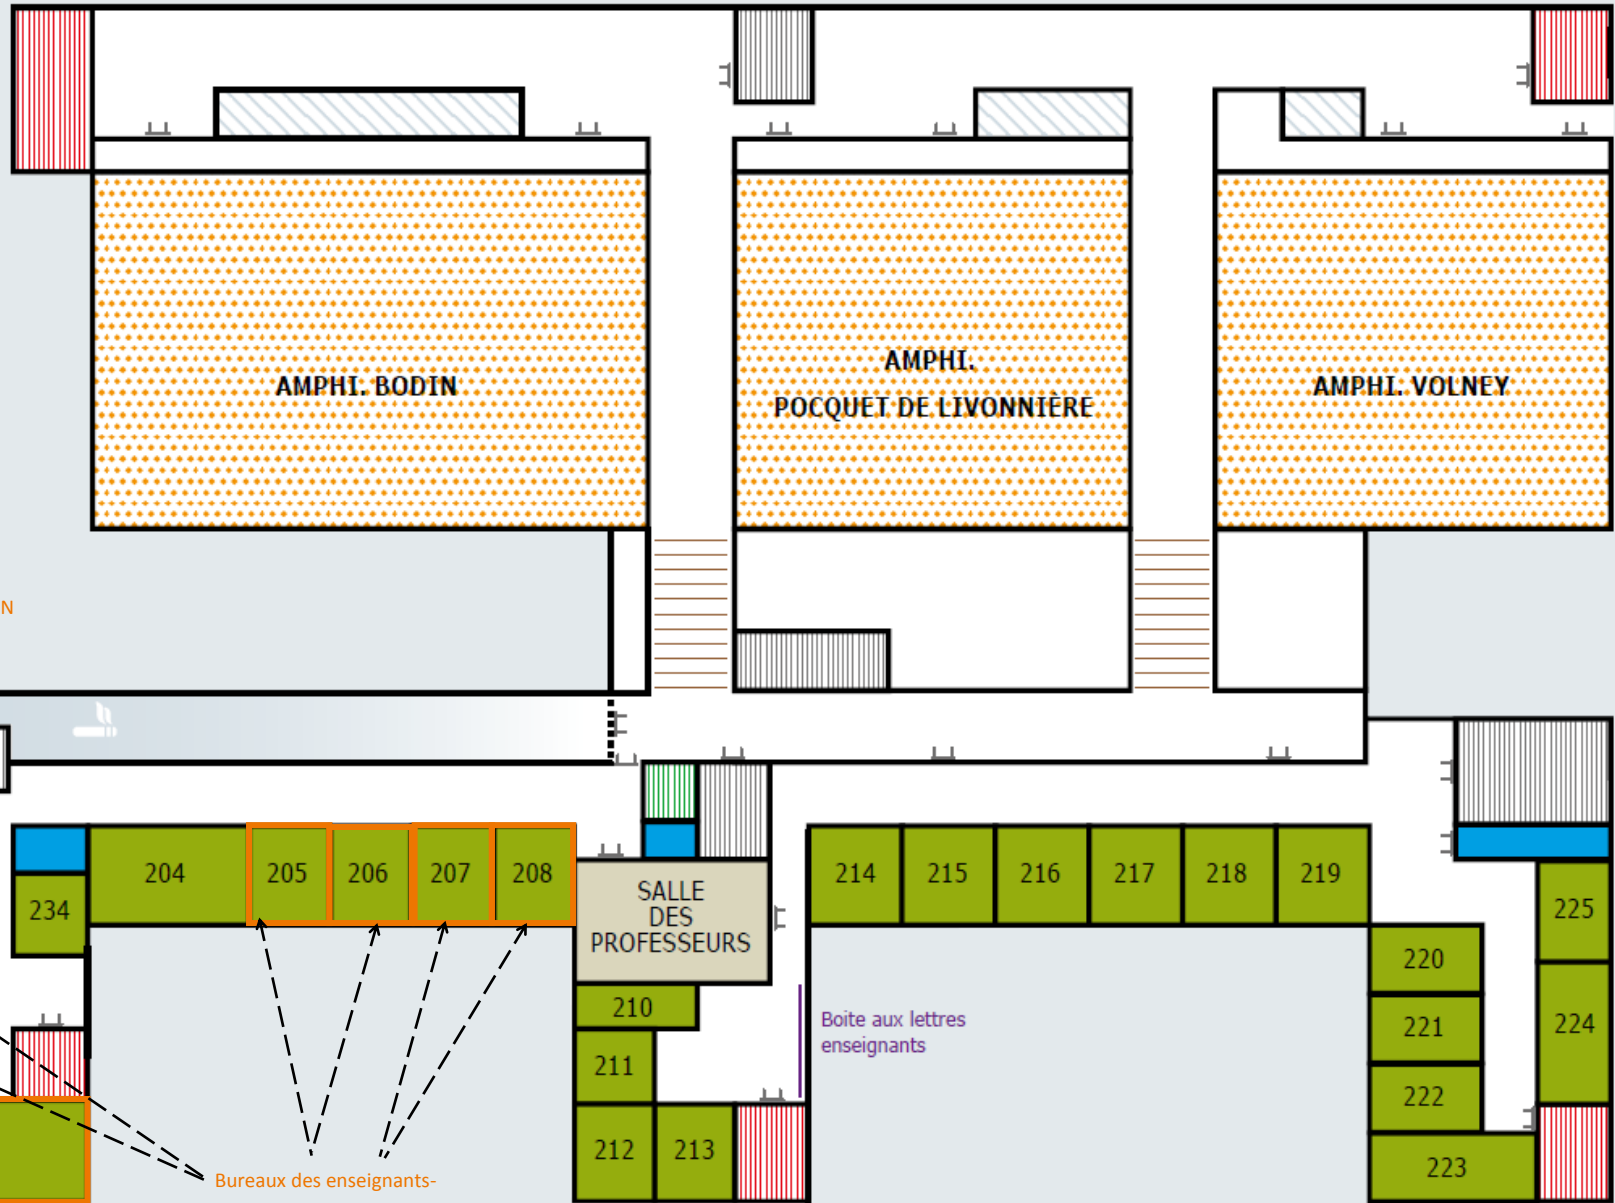 AMPHI. BODIN
AMPHI.
POCQUET DE LIVONNIÈRE
AMPHI. VOLNEY
N
204
205
206
207
208
234
SALLE
DES
PROFESSEURS
210
211
212
213
214
215
216
217
218
219
220
221
222
223
224
225
Boite aux lettres
enseignants
Bureaux des enseignants-